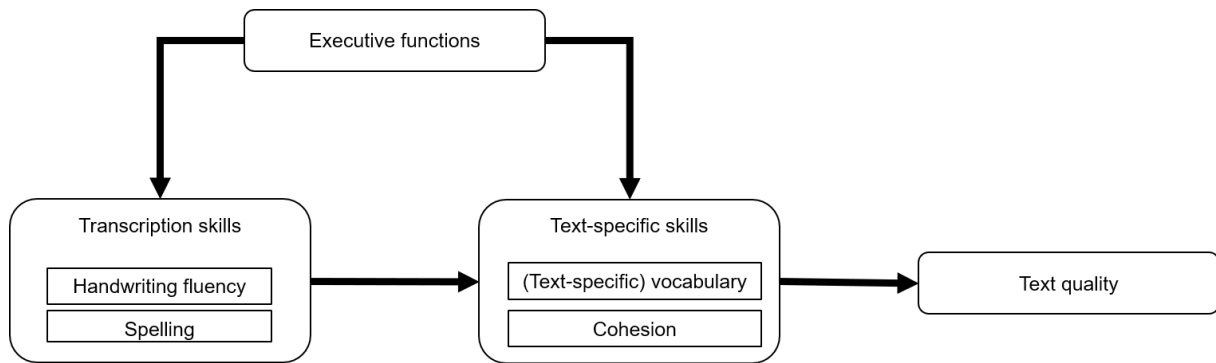 Executive functions
Transcription skills
Handwriting fluency
Spelling
Text-specific skills
(Text-specific) vocabulary
Cohesion
Text quality